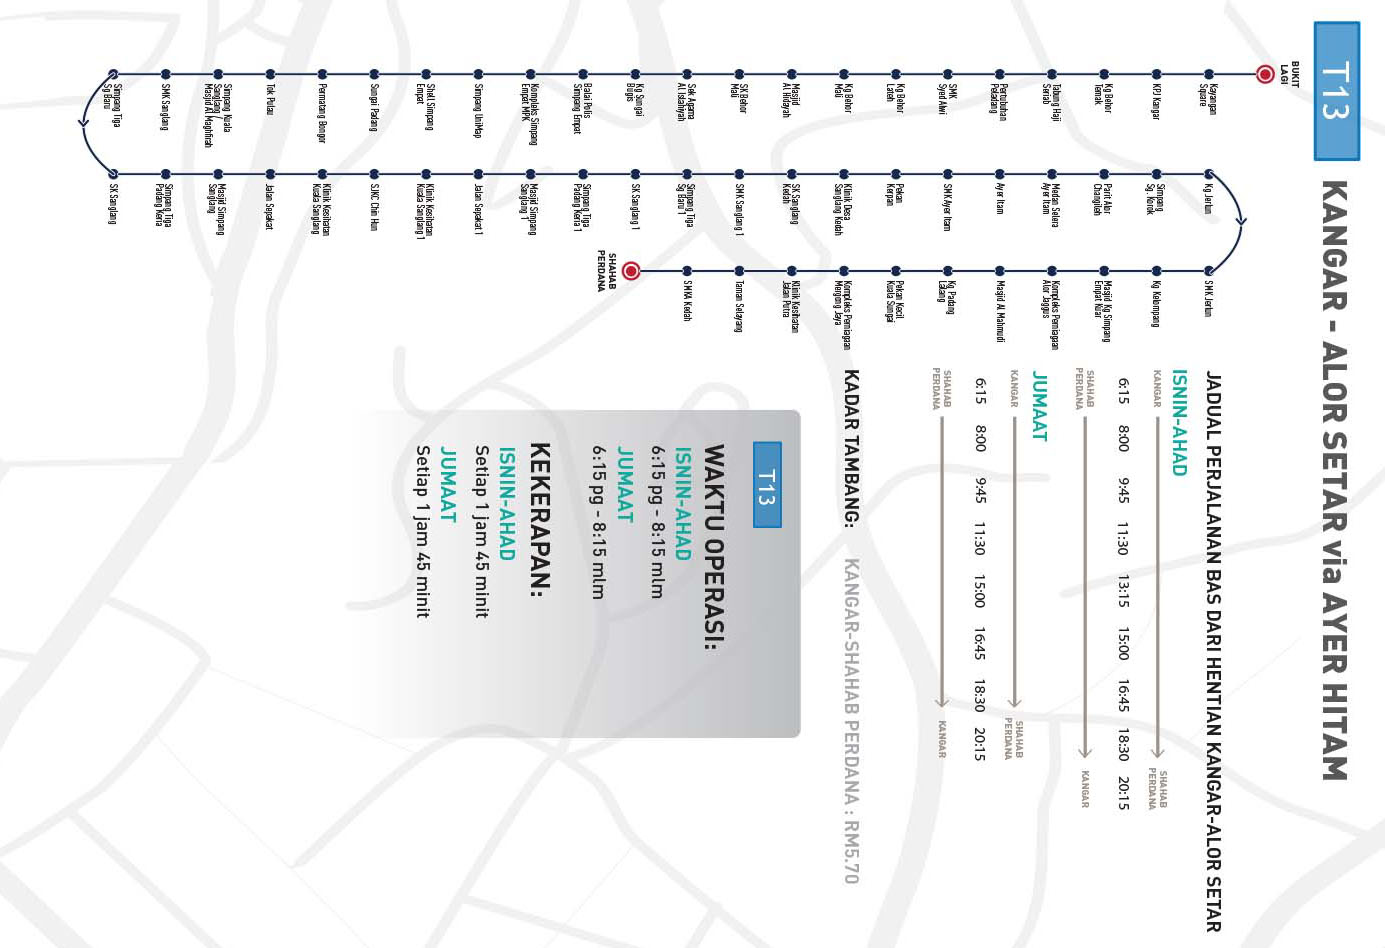 T13
KANGAR - ALOR SETAR via AYER HITAM
BUKIT
LAGI
Kayangan
Square
KPJ Kangar
Kg Behor
Temak
Tabung Haji
Seriab
Pertubuhan
Peladang
SMK
Syed Alwi
Kg Behor
Lateh
Kg Behor
Mali
Masjid
Al Hidayah
SK Behor
Mali
Sek Agama
Al Islahiyah
Kg Sungai
Bugis
Balai Polis
Simpang Empat
Kompleks Simpang
Empat MPK
Simpang UniMap
Shell Simpang
Empat
Sungai Padang
Permatang Bongor
Tok Pulau
Simpang Kuala
Sanglang /
Masjid Al Maghfirah
SMK Sanglang
Simpang Tiga
Sg Baru
Kg Jerlun
Simpang
Sg. Korok
Parit Alor
Changileh
Medan Selera
Ayer Itam
Ayer Itam
SMK Ayer Itam
Pekan
Kerpan
Klinik Desa
Sanglang Kedah
SK Sanglang
Kedah
SMK Sanglang 1
Simpang Tiga
Sg Baru 1
SK Sanglang 1
Simpang Tiga
Padang Keria 1
Masjid Simpang
Sanglang 1
Jalan Sepakat 1
Klinik Kesihatan
Kuala Sanglang 1
SJKC Chin Hun
Klinik Kesihatan
Kuala Sanglang
Jalan Sepakat
Masjid Simpang
Sanglang
Simpang Tiga
Padang Keria
SK Sanglang
SMK Jerlun
Kg Kelompang
Masjid Kg Simpang
Empat Kuar
Kompleks Perniagaan
Alor Jaggus
Masjid Al Mahmudi
Kg Padang
Lalang
Pekan Kecil
Kuala Sungai
Kompleks Perniagaan
Mergong Jaya
Klinik Kesihatan
Jalan Putra
Taman Selayang
SMKA Kedah
SHAHAB
PERDANA
JADUAL PERJALANAN BAS DARI HENTIAN KANGAR-ALOR SETAR
ISNIN-AHAD
KANGAR
SHAHAB
PERDANA
6:15 8:00 9:45 11:30 13:15 15:00 16:45 18:30 20:15
SHAHAB
PERDANA
KANGAR
JUMAAT
KANGAR
SHAHAB
PERDANA
6:15 8:00 9:45 11:30 15:00 16:45 18:30 20:15
SHAHAB
PERDANA
KANGAR
KADAR TAMBANG: KANGAR-SHAHAB PERDANA : RM5.70
T13
WAKTU OPERASI:
ISNIN-AHAD
6:15 pg - 8:15 mlm
JUMAAT
6:15 pg - 8:15 mlm
KEKERAPAN:
ISNIN-AHAD
Setiap 1 jam 45 minit
JUMAAT
Setiap 1 jam 45 minit